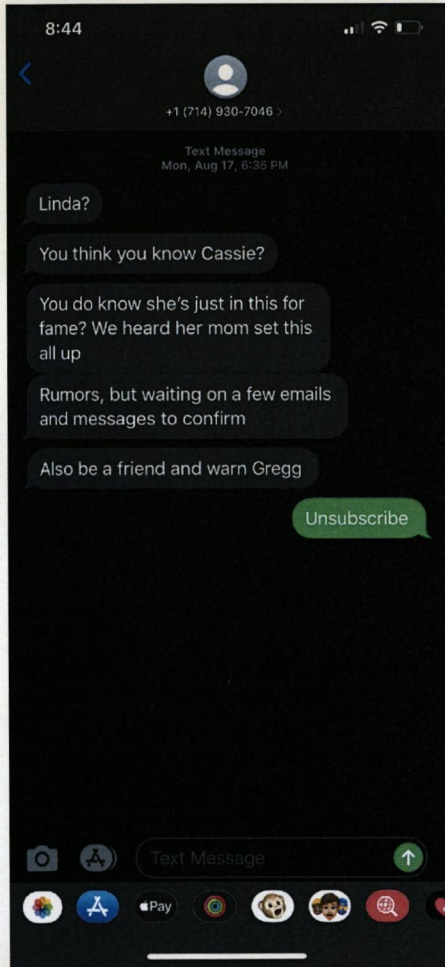 8:44
+1 (714) 930-7046 >
Text Message
Mon, Aug 17, 6:35 PM
Linda?
You think you know Cassie?
You do know she's just in this for
fame? We heard her mom set this
all up
Rumors, but waiting on a few emails
and messages to confirm
Also be a friend and warn Gregg
Unsubscribe
Text Message
Pay